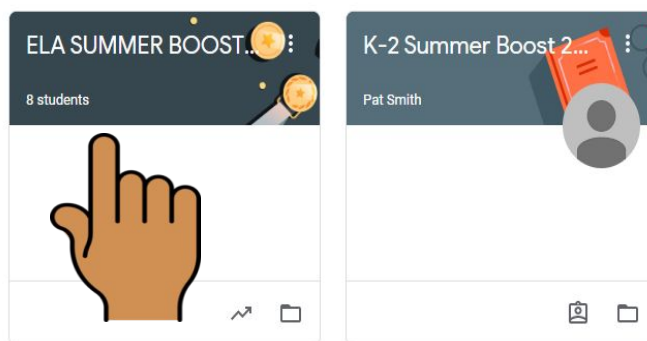 ELA SUMMER BOOST...
8 students
K-2 Summer Boost 2...
Pat Smith